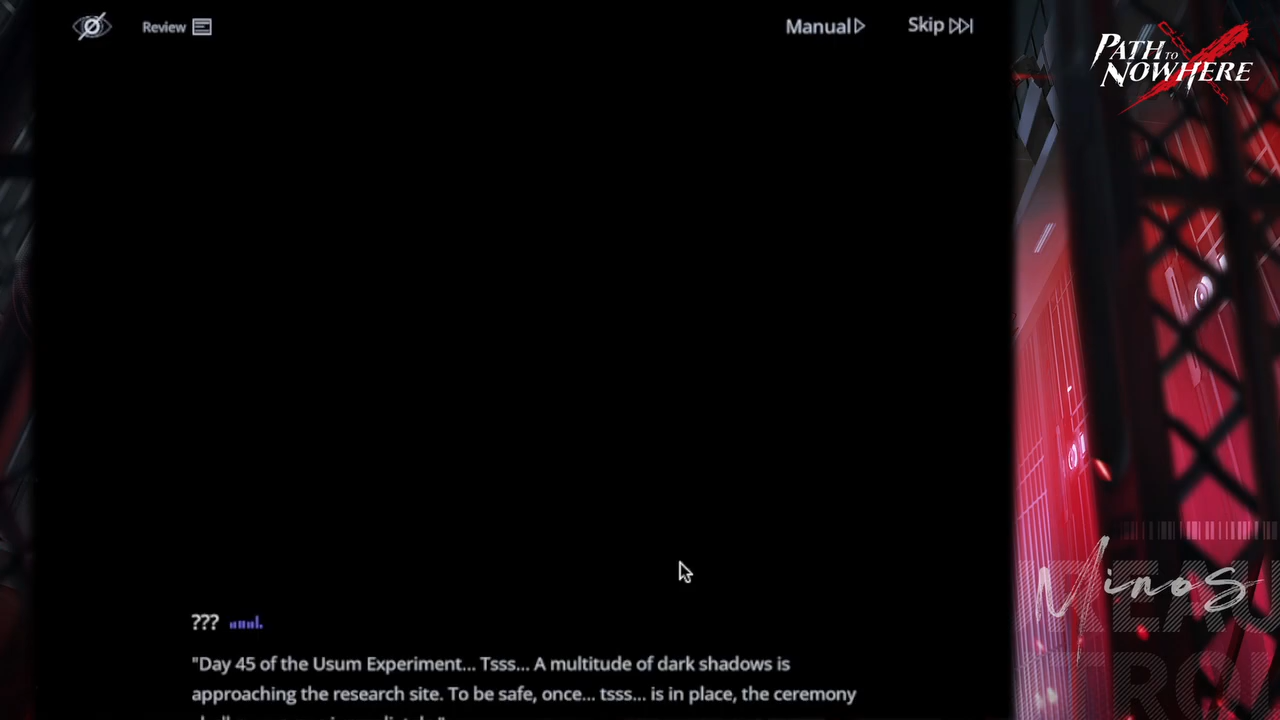 Review
Manual
Skip
PATH TO
NOWHERE
Minos
???
"Day 45 of the Usum Experiment... Tsss... A multitude of dark shadows is
approaching the research site. To be safe, once... tsss... is in place, the ceremony